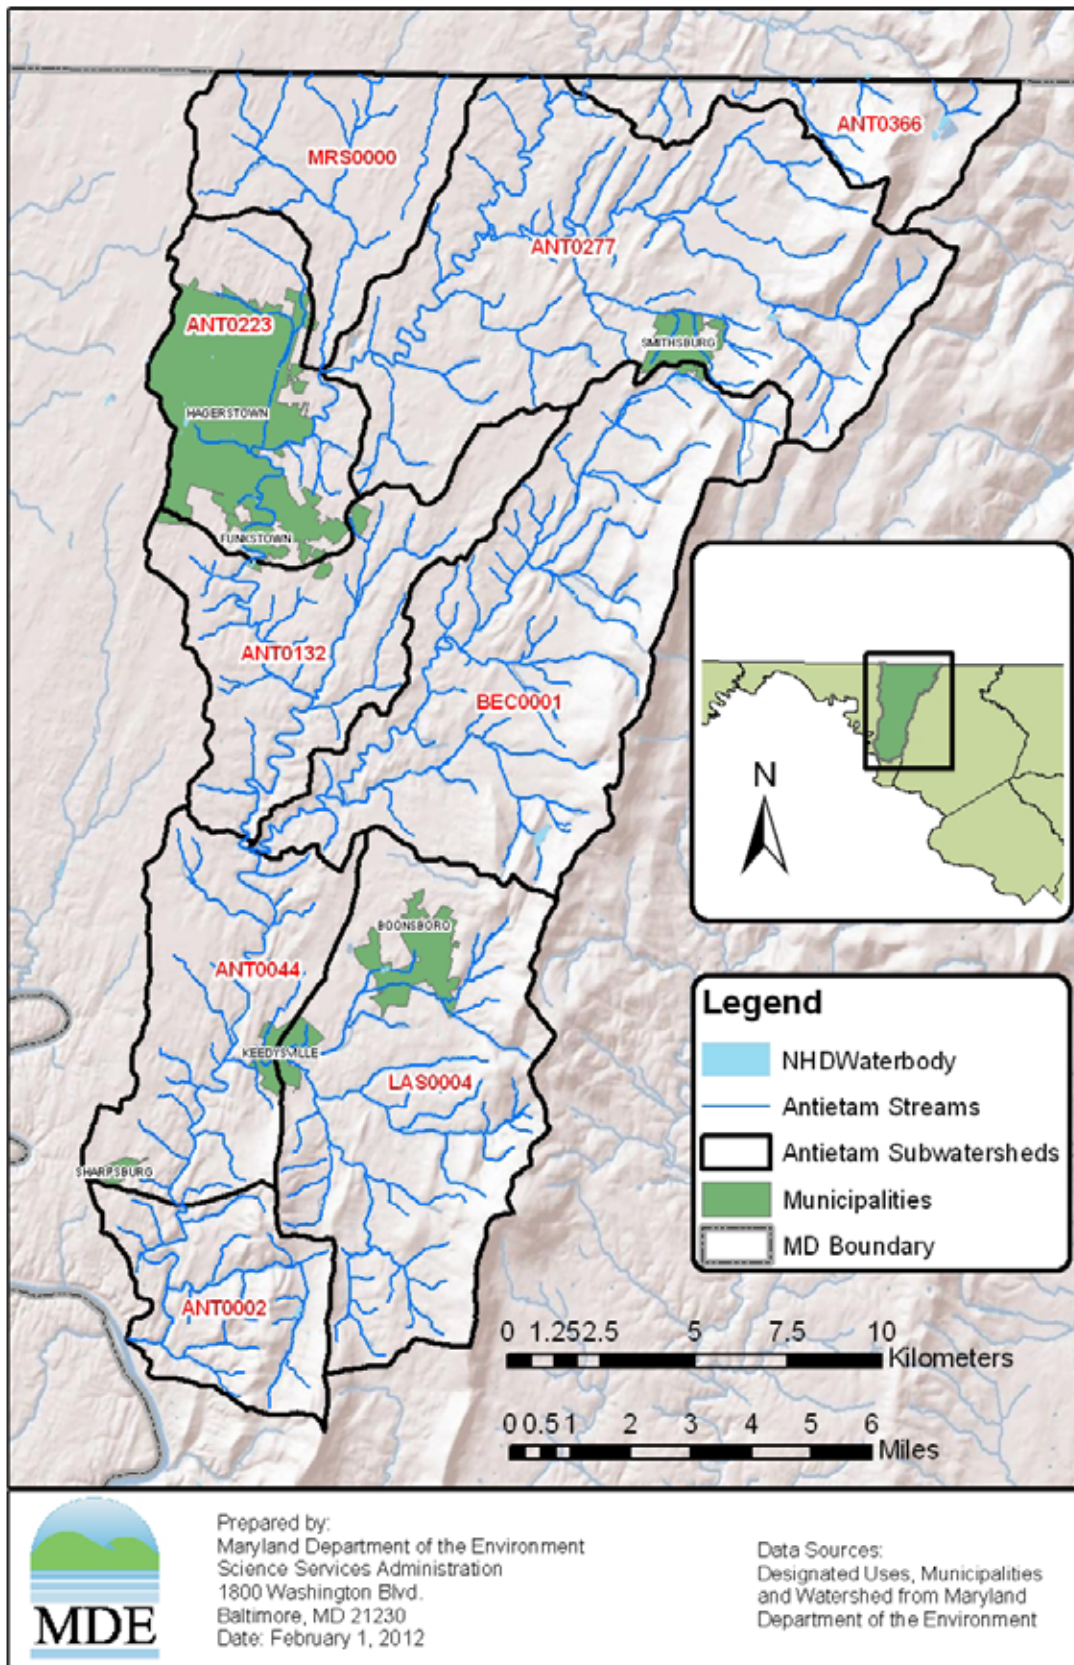 ANT0366
MRS0000
ANT0277
ANT0223
SMITHSBURG
HAGERSTOWN
FUNKSTOWN
ANT0132
BEC0001
N
BOONSBORO
ANT0044
KEEDYSVILLE
LAS0004
SHARPSBURG
ANT0002
Legend
NHDWaterbody
Antietam Streams
Antietam Subwatersheds
Municipalities
MD Boundary
0 1.252.5 5 7.5 10
Kilometers
0 0.5 1 2 3 4 5 6
Miles
MDE
Prepared by:
Maryland Department of the Environment
Science Services Administration
1800 Washington Blvd.
Baltimore, MD 21230
Date: February 1, 2012
Data Sources:
Designated Uses, Municipalities
and Watershed from Maryland
Department of the Environment